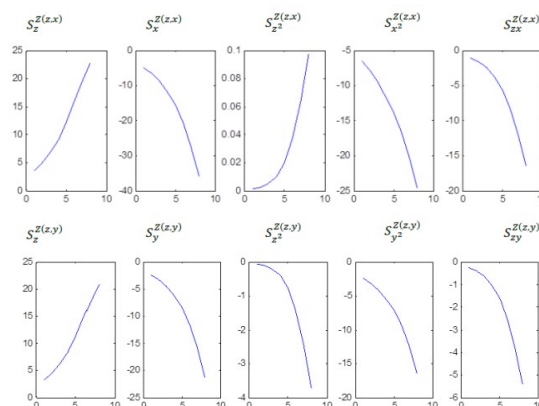 S_z^{Z(z,x)} S_x^{Z(z,x)} S_{z^2}^{Z(z,x)} S_{x^2}^{Z(z,x)} S_{zx}^{Z(z,x)}
25 0 0.1 -5 0
20 -10 0.08 -10 -5
15 -20 0.06 -15 -10
10 -30 0.04 -20 -15
5 -40 0.02 -25 -20
0 0
0 5 10 0 5 10 0 5 10 0 5 10 0 5 10
S_z^{Z(z,y)} S_y^{Z(z,y)} S_{z^2}^{Z(z,y)} S_{y^2}^{Z(z,y)} S_{zy}^{Z(z,y)}
25 0 0 0 0
20 -5 -1 -5 -1
15 -10 -2 -10 -2
10 -15 -3 -15 -3
5 -20 -4 -20 -4
0 -25 -5
-6
0 5 10 0 5 10 0 5 10 0 5 10 0 5 10